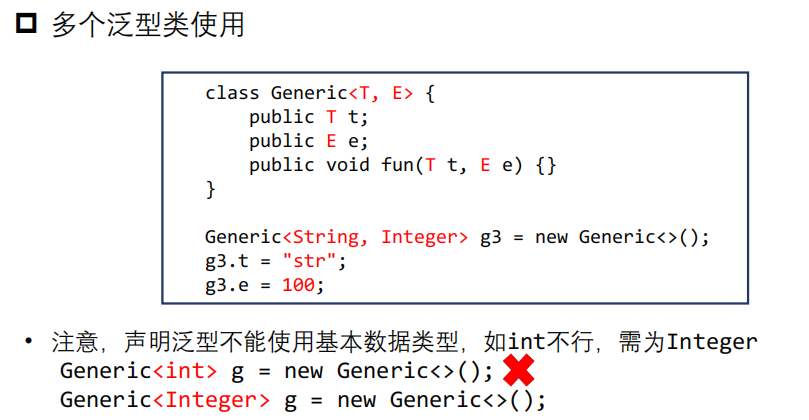 多个泛型类使用
class Generic<T, E> {
    public T t;
    public E e;
    public void fun(T t, E e) {}
}
Generic<String, Integer> g3 = new Generic<>();
g3.t = "str";
g3.e = 100;
• 注意，声明泛型不能使用基本数据类型，如int不行，需为Integer
Generic<int> g = new Generic<>();
Generic<Integer> g = new Generic<>();